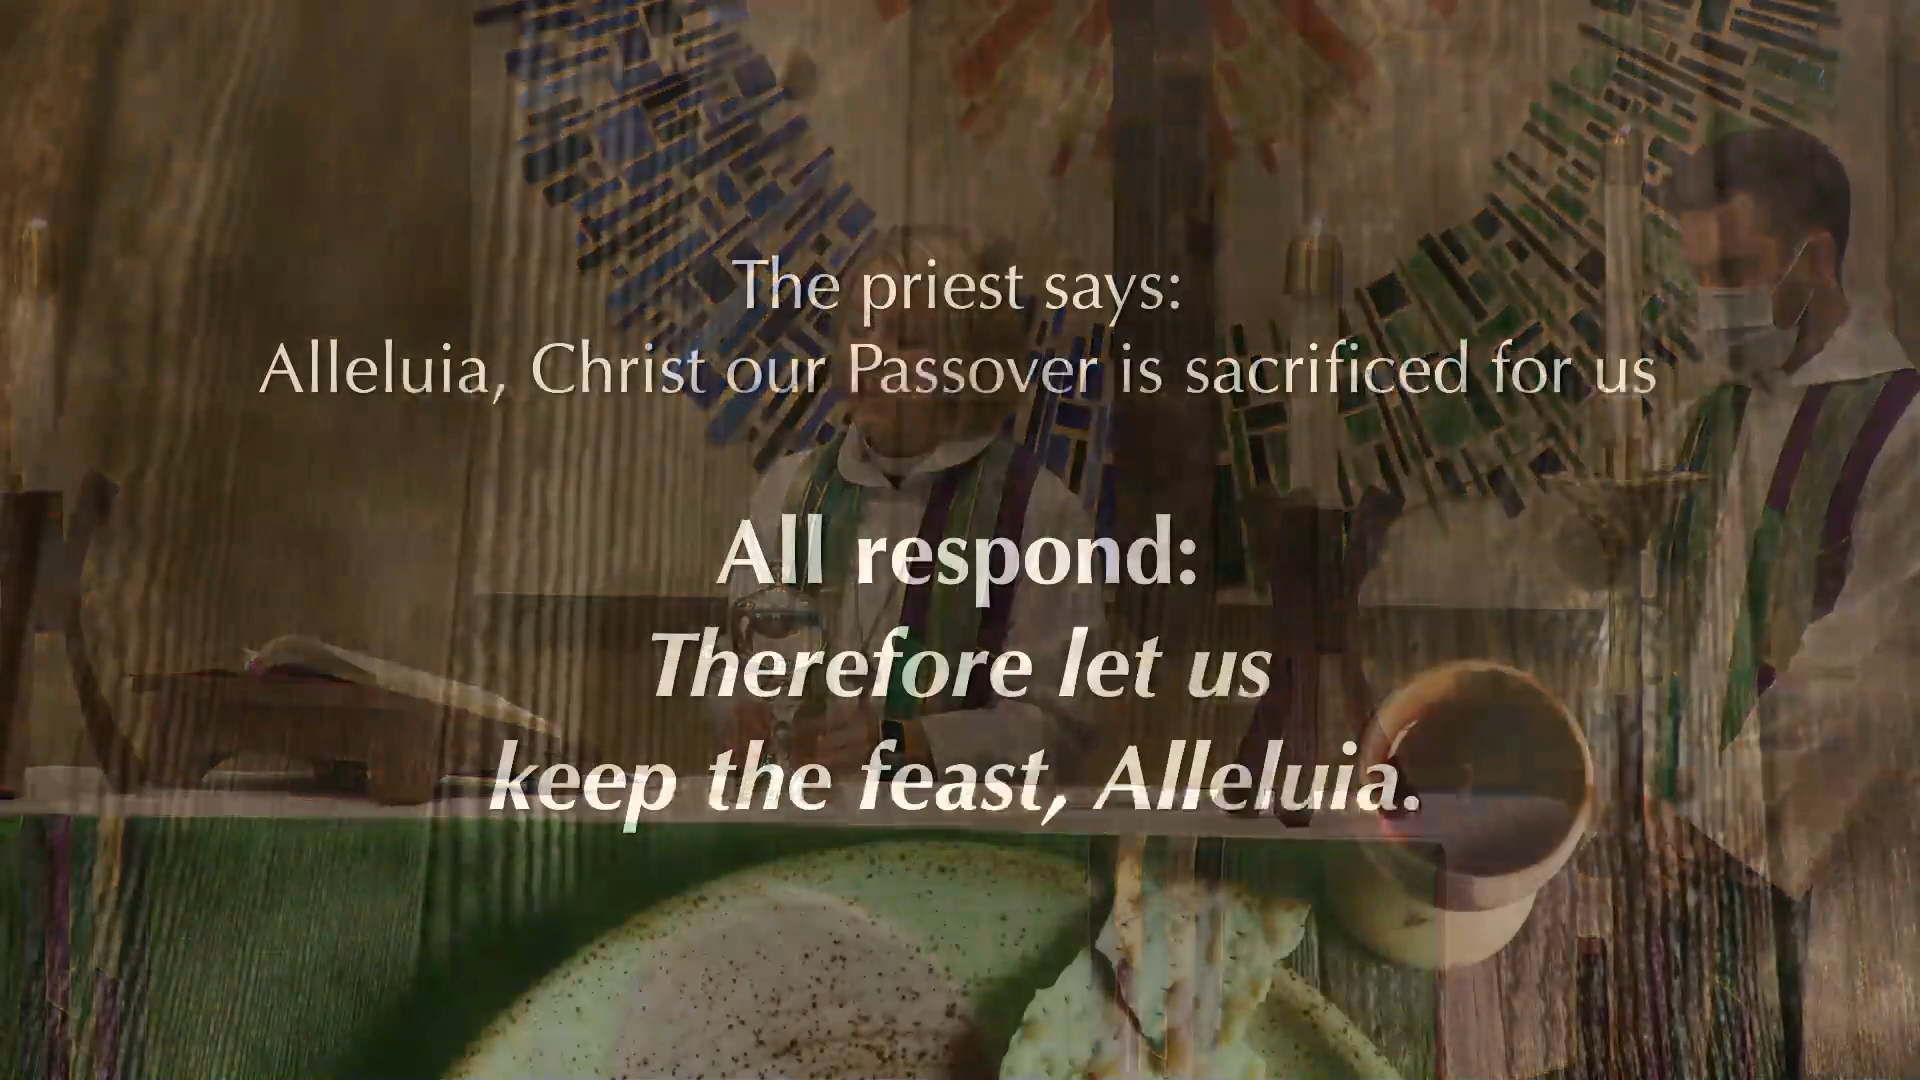 The priest says:
Alleluia, Christ our Passover is sacrificed for us
All respond:
Therefore let us
keep the feast, Alleluia.